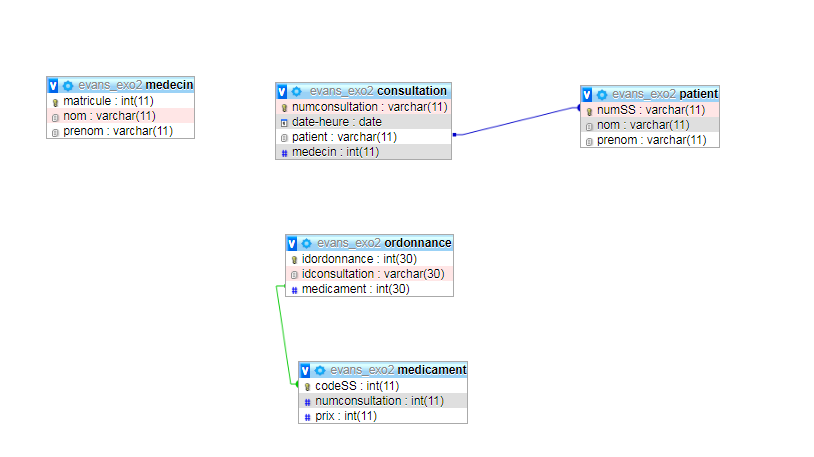 evans_exo2 medecin
matricule : int(11)
nom : varchar(11)
prenom : varchar(11)
evans_exo2 consultation
numconsultation : varchar(11)
date-heure : date
patient : varchar(11)
medecin : int(11)
evans_exo2 patient
numSS : varchar(11)
nom : varchar(11)
prenom : varchar(11)
evans_exo2 ordonnance
idordonnance : int(30)
idconsultation : varchar(30)
medicament : int(30)
evans_exo2 medicament
codeSS : int(11)
numconsultation : int(11)
prix : int(11)